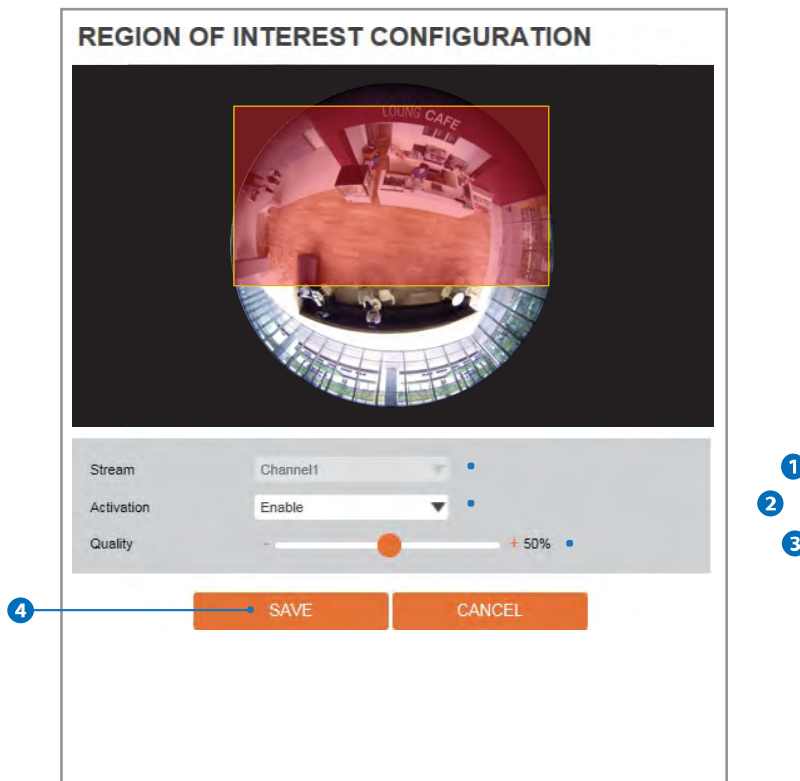 REGION OF INTEREST CONFIGURATION
LOUNG CAFE
Stream Channel1 1
Activation Enable 2
Quality - + 50% 3
4 SAVE CANCEL